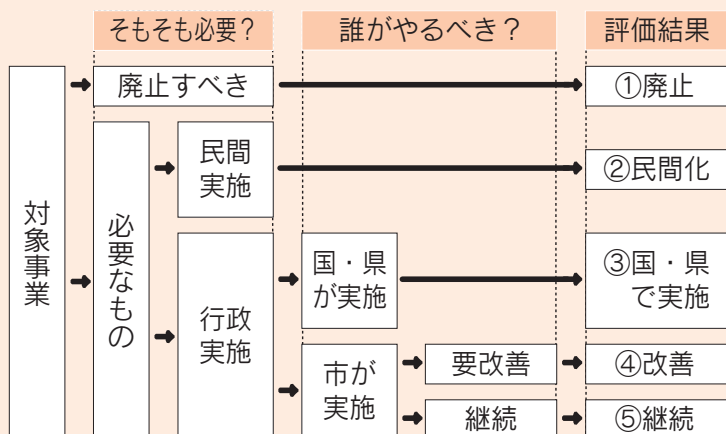 そもそも必要？
誰がやるべき？
評価結果
対象事業
廃止すべき
①廃止
必要なもの
民間
実施
②民間化
行政
実施
国・県
が実施
③国・県
で実施
市が
実施
要改善
④改善
継続
⑤継続